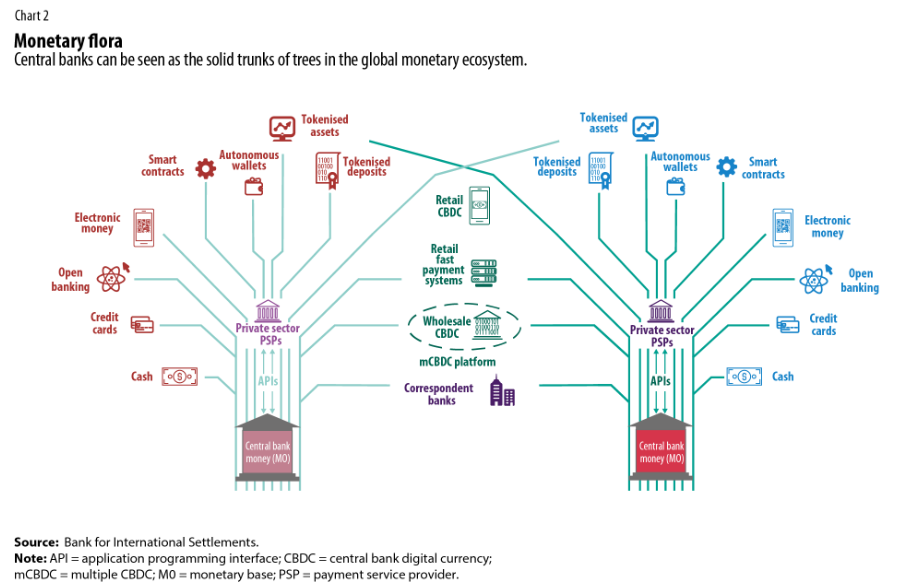 Chart 2
Monetary flora
Central banks can be seen as the solid trunks of trees in the global monetary ecosystem.
Tokenised
assets
Smart
contracts
Autonomous
wallets
Tokenised
deposits
Electronic
money
Open
banking
Credit
cards
Cash
Private sector
PSPs
APIs
Central bank
money (M0)
Retail
CBDC
Retail
fast
payment
systems
Wholesale
CBDC
mCBDC platform
Correspondent
banks
Tokenised
assets
Tokenised
deposits
Autonomous
wallets
Smart
contracts
Electronic
money
Open
banking
Credit
cards
Cash
Private sector
PSPs
APIs
Central bank
money (M0)
Source: Bank for International Settlements.
Note: API = application programming interface; CBDC = central bank digital currency;
mCBDC = multiple CBDC; M0 = monetary base; PSP = payment service provider.